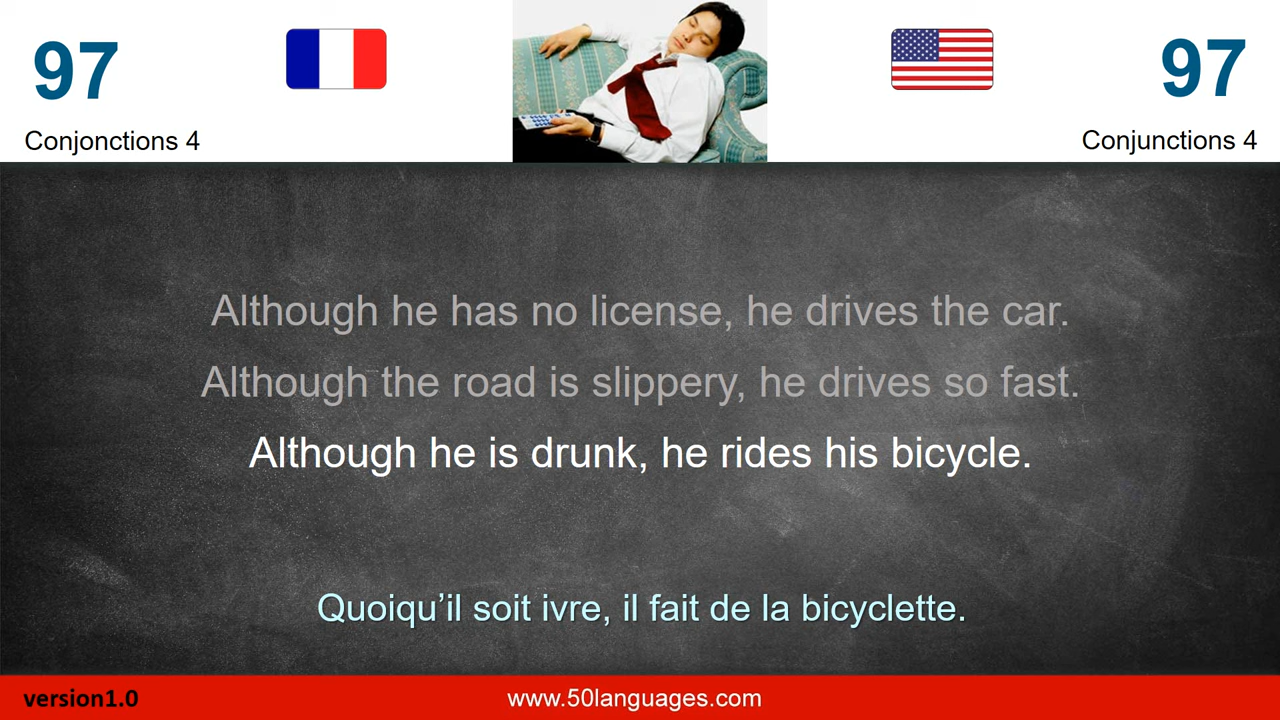 97
97
Conjonctions 4
Conjunctions 4
Although he has no license, he drives the car.
Although the road is slippery, he drives so fast.
Although he is drunk, he rides his bicycle.
Quoiqu’il soit ivre, il fait de la bicyclette.
version1.0
www.50languages.com